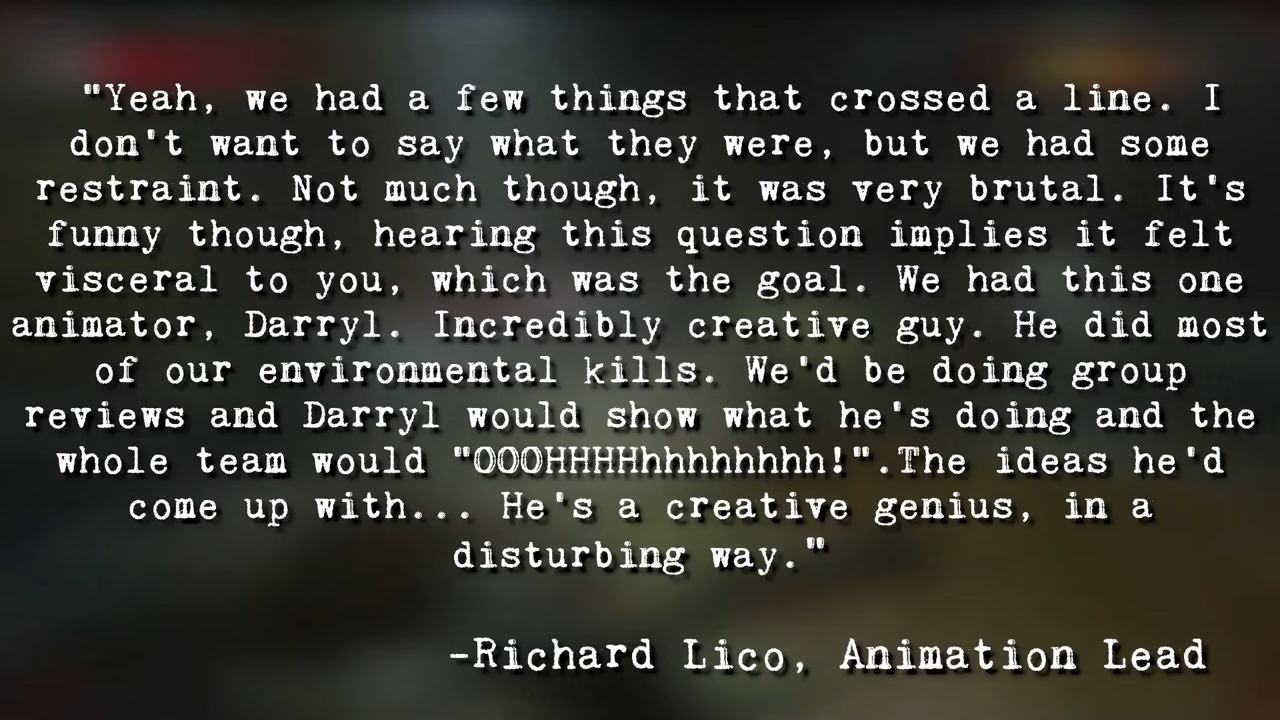 "Yeah, we had a few things that crossed a line. I
don't want to say what they were, but we had some
restraint. Not much though, it was very brutal. It's
funny though, hearing this question implies it felt
visceral to you, which was the goal. We had this one
animator, Darryl. Incredibly creative guy. He did most
of our environmental kills. We'd be doing group
reviews and Darryl would show what he's doing and the
whole team would "OOOHHHHhhhhhhhhh!".The ideas he'd
come up with... He's a creative genius, in a
disturbing way."
-Richard Lico, Animation Lead